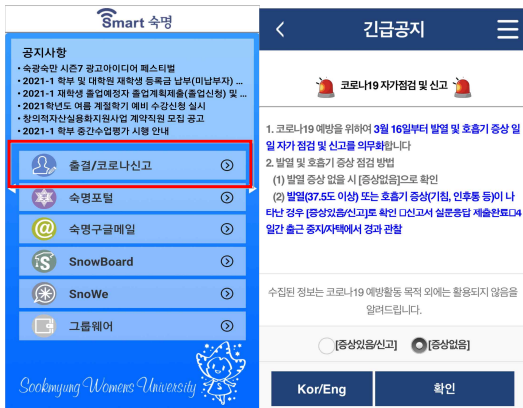 Smart 숙명
공지사항
• 숙광숙만 시즌7 광고아이디어 페스티벌
• 2021-1 학부 및 대학원 재학생 등록금 납부(미납부자) ...
• 2021-1 재학생 졸업예정자 졸업계획제출(졸업신청) 및 ...
• 2021학년도 여름 계절학기 예비 수강신청 실시
• 창의적자산실용화지원사업 계약직원 모집 공고
• 2021-1 학부 중간수업평가 시행 안내
출결/코로나신고
숙명포털
숙명구글메일
SnowBoard
SnoWe
그룹웨어
Sookmyung Womens University
긴급공지
코로나19 자가점검 및 신고
1. 코로나19 예방을 위하여 3월 16일부터 발열 및 호흡기 증상 일
일 자가 점검 및 신고를 의무화합니다
2. 발열 및 호흡기 증상 점검 방법
(1) 발열 증상 없을 시 [증상없음]으로 확인
(2) 발열(37.5도 이상) 또는 호흡기 증상(기침, 인후통 등)이 나
타난 경우 [증상있음/신고]로 확인 □신고서 설문응답 제출완료□4
일간 출근 중지/자택에서 경과 관찰
수집된 정보는 코로나19 예방활동 목적 외에는 활용되지 않음을
알려드립니다.
[증상있음/신고] [증상없음]
Kor/Eng 확인